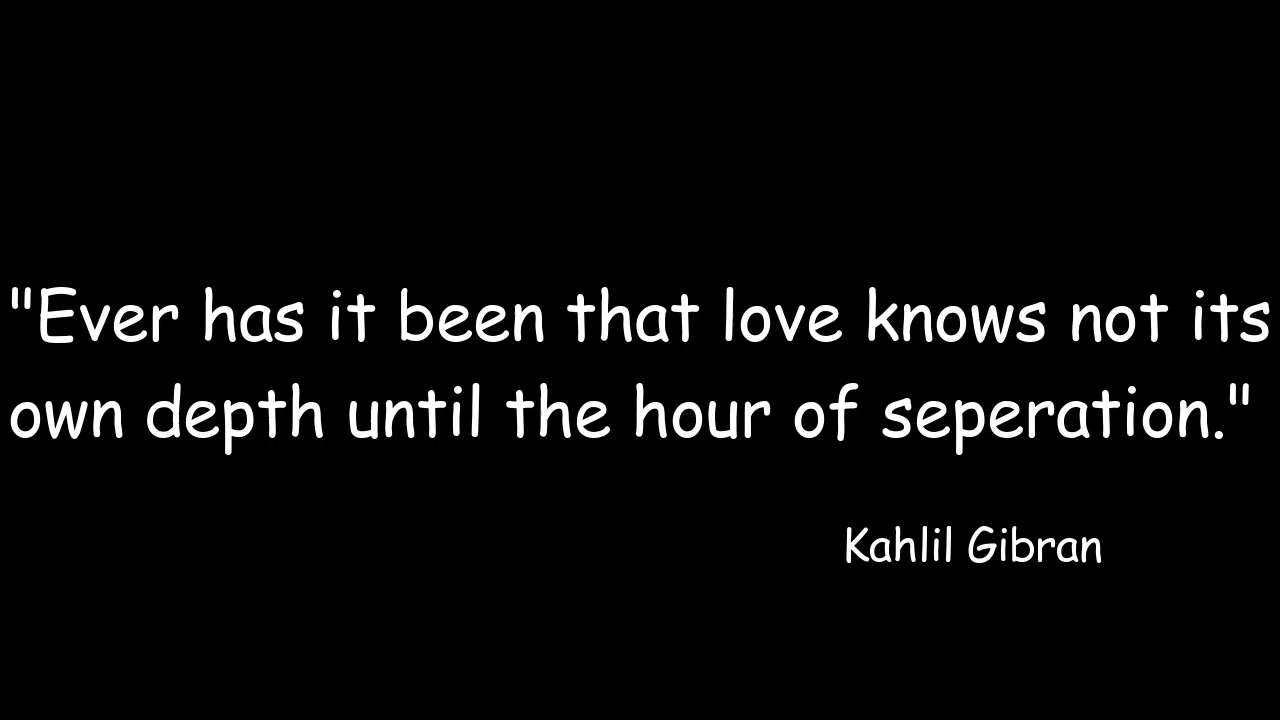 "Ever has it been that love knows not its
own depth until the hour of seperation."
Kahlil Gibran